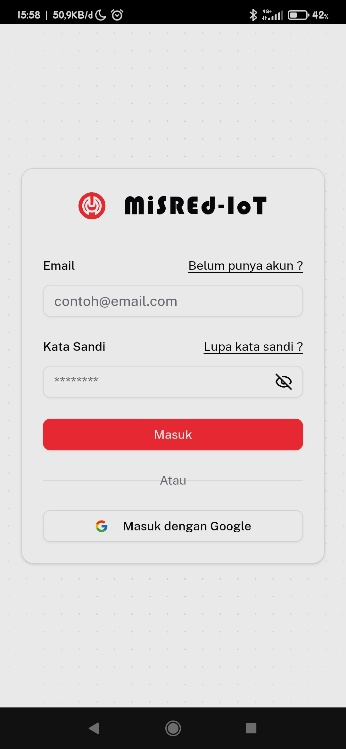 15:58 | 50,9KB/d
4G+
42%
MiSREd-IoT
Email
Belum punya akun ?
contoh@email.com
Kata Sandi
Lupa kata sandi ?
********
Masuk
Atau
Masuk dengan Google